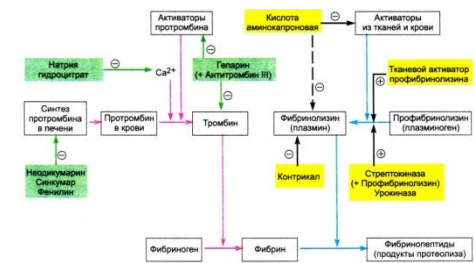 Активаторы
протромбина
Кислота
аминокапроновая
Активаторы
из тканей и крови
Натрия
гидроцитрат
Ca2+
Гепарин
(+ Антитромбин III)
Тканевой активатор
профибринолизина
Синтез
протромбина
в печени
Протромбин
в крови
Тромбин
Фибринолизин
(плазмин)
Профибринолизин
(плазминоген)
Неодикумарин
Синкумар
Фенилин
Контрикал
Стрептокиназа
(+ Профибринолизин)
Урокиназа
Фибриноген
Фибрин
Фибринопептиды
(продукты протеолиза)